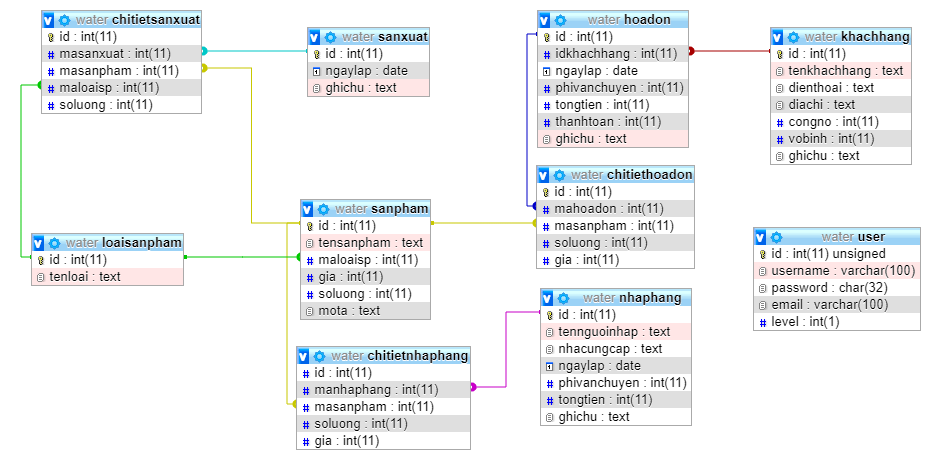 water chitietsanxuat
id : int(11)
masanxuat : int(11)
masanpham : int(11)
maloaisp : int(11)
soluong : int(11)
water sanxuat
id : int(11)
ngaylap : date
ghichu : text
water hoadon
id : int(11)
idkhachhang : int(11)
ngaylap : date
phivanchuyen : int(11)
tongtien : int(11)
thanhtoan : int(11)
ghichu : text
water khachhang
id : int(11)
tenkhachhang : text
dienthoai : text
diachi : text
congno : int(11)
vobinh : int(11)
ghichu : text
water chitiethoadon
id : int(11)
mahoadon : int(11)
masanpham : int(11)
soluong : int(11)
gia : int(11)
water sanpham
id : int(11)
tensanpham : text
maloaisp : int(11)
gia : int(11)
soluong : int(11)
mota : text
water loaisanpham
id : int(11)
tenloai : text
water user
id : int(11) unsigned
username : varchar(100)
password : char(32)
email : varchar(100)
level : int(1)
water nhaphang
id : int(11)
tennguoinhap : text
nhacungcap : text
ngaylap : date
phivanchuyen : int(11)
tongtien : int(11)
ghichu : text
water chitietnhaphang
id : int(11)
manhaphang : int(11)
masanpham : int(11)
soluong : int(11)
gia : int(11)